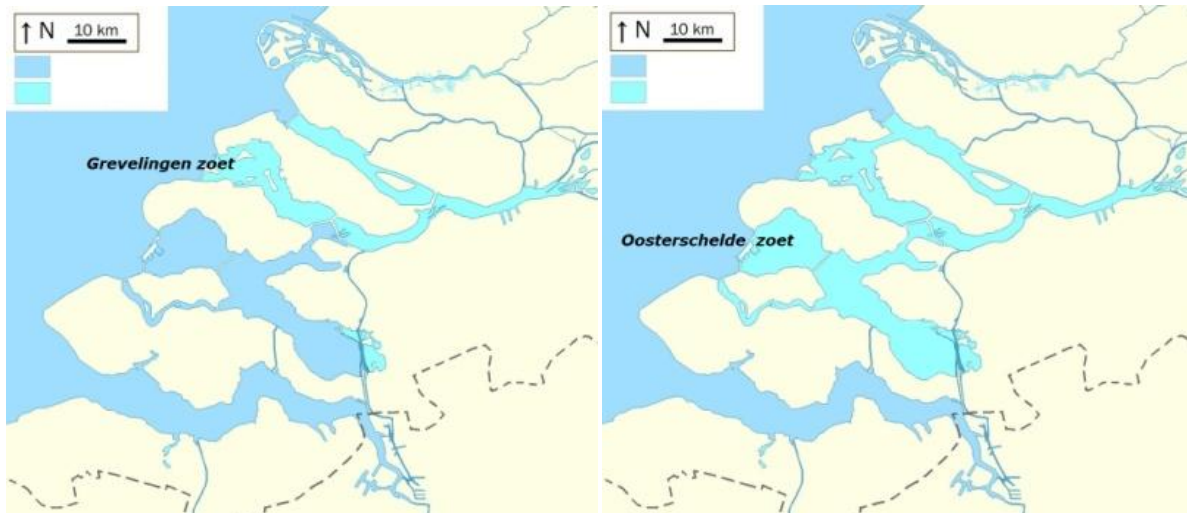 ↑ N 10 km
Grevelingen zoet
↑ N 10 km
Oosterschelde zoet